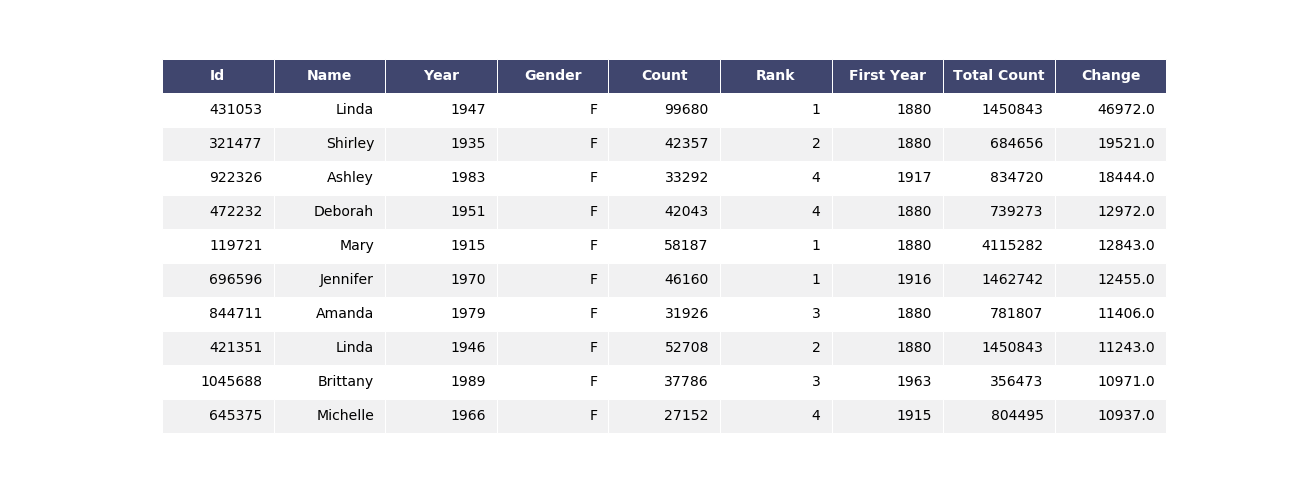 Id Name Year Gender Count Rank First Year Total Count Change
431053 Linda 1947 F 99680 1 1880 1450843 46972.0
321477 Shirley 1935 F 42357 2 1880 684656 19521.0
922326 Ashley 1983 F 33292 4 1917 834720 18444.0
472232 Deborah 1951 F 42043 4 1880 739273 12972.0
119721 Mary 1915 F 58187 1 1880 4115282 12843.0
696596 Jennifer 1970 F 46160 1 1916 1462742 12455.0
844711 Amanda 1979 F 31926 3 1880 781807 11406.0
421351 Linda 1946 F 52708 2 1880 1450843 11243.0
1045688 Brittany 1989 F 37786 3 1963 356473 10971.0
645375 Michelle 1966 F 27152 4 1915 804495 10937.0